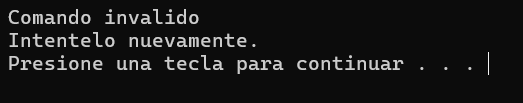 Comando invalido
Intentelo nuevamente.
Presione una tecla para continuar . . .